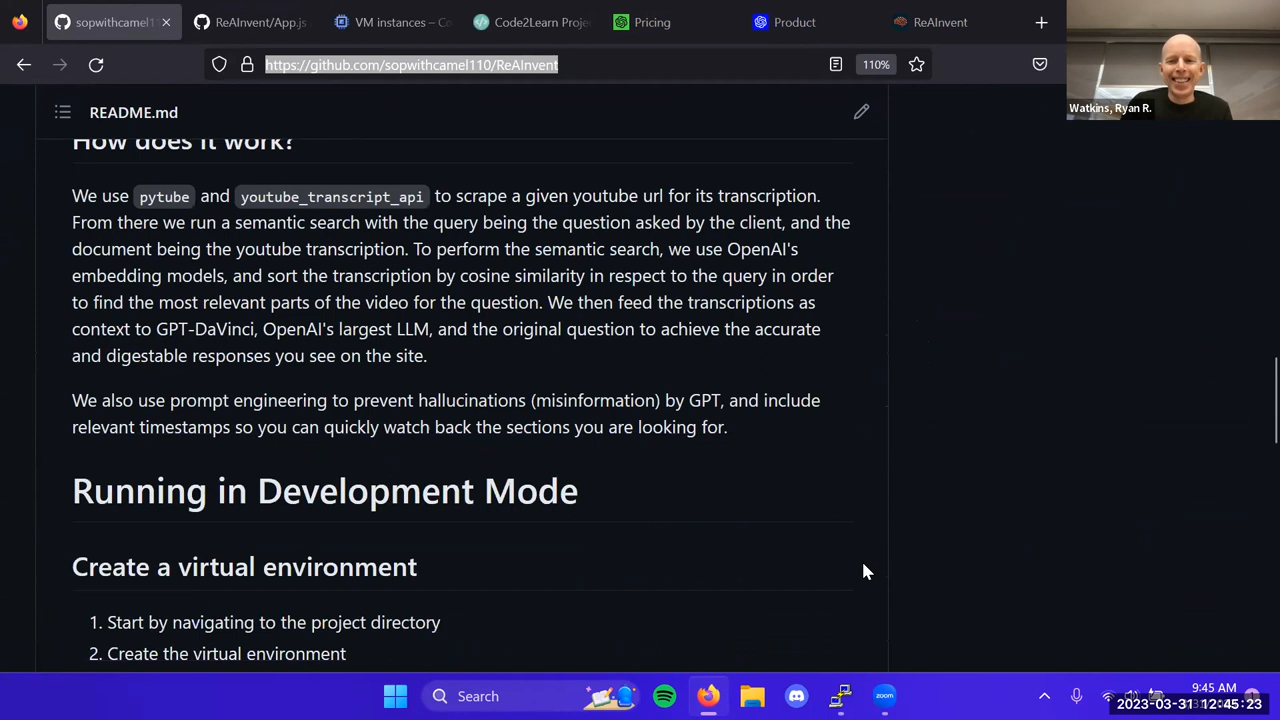 sopwithcamel1
ReAInvent/App.js
VM instances – Co
Code2Learn Proje
Pricing
Product
ReAInvent
https://github.com/sopwithcamel110/ReAInvent
110%
Watkins, Ryan R.
README.md
How does it work?
We use pytube and youtube_transcript_api to scrape a given youtube url for its transcription.
From there we run a semantic search with the query being the question asked by the client, and the
document being the youtube transcription. To perform the semantic search, we use OpenAI's
embedding models, and sort the transcription by cosine similarity in respect to the query in order
to find the most relevant parts of the video for the question. We then feed the transcriptions as
context to GPT-DaVinci, OpenAI's largest LLM, and the original question to achieve the accurate
and digestable responses you see on the site.
We also use prompt engineering to prevent hallucinations (misinformation) by GPT, and include
relevant timestamps so you can quickly watch back the sections you are looking for.
Running in Development Mode
Create a virtual environment
1. Start by navigating to the project directory
2. Create the virtual environment
Search
zoom
9:45 AM
2023-03-31 12:45:23